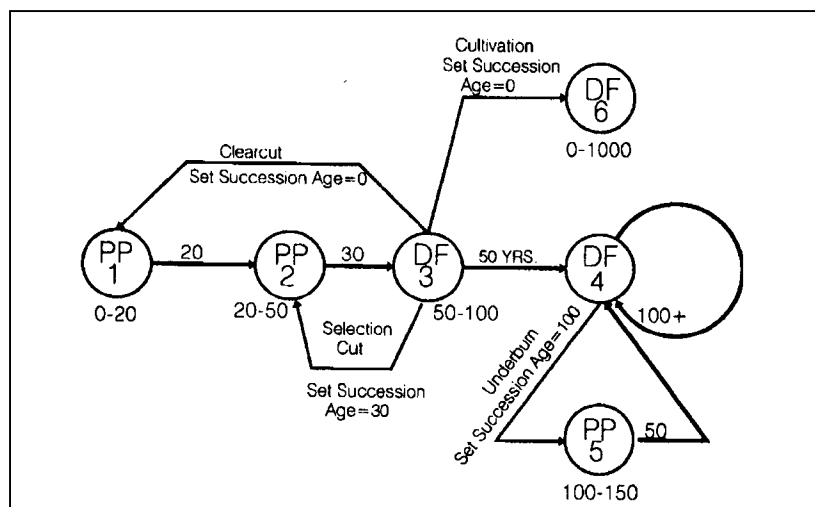 Cultivation
Set Succession
Age=0
DF
6
0-1000
Clearcut
Set Succession Age=0
PP
1
20
PP
2
30
DF
3
50 YRS.
DF
4
0-20
20-50
50-100
100+
Selection
Cut
Set Succession
Age=30
Underburn
Set Succession Age=100
PP
5
50
100-150